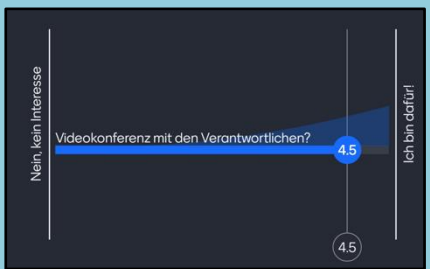 Nein, kein Interesse
Videokonferenz mit den Verantwortlichen?
4.5
Ich bin dafür!
4.5